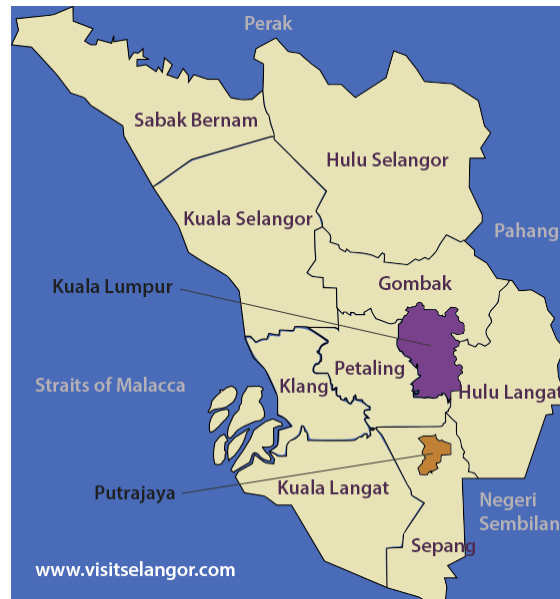 Perak
Sabak Bernam
Hulu Selangor
Kuala Selangor
Pahang
Gombak
Kuala Lumpur
Petaling
Straits of Malacca
Klang
Hulu Langat
Kuala Langat
Putrajaya
Negeri
Sembilan
Sepang
www.visitselangor.com